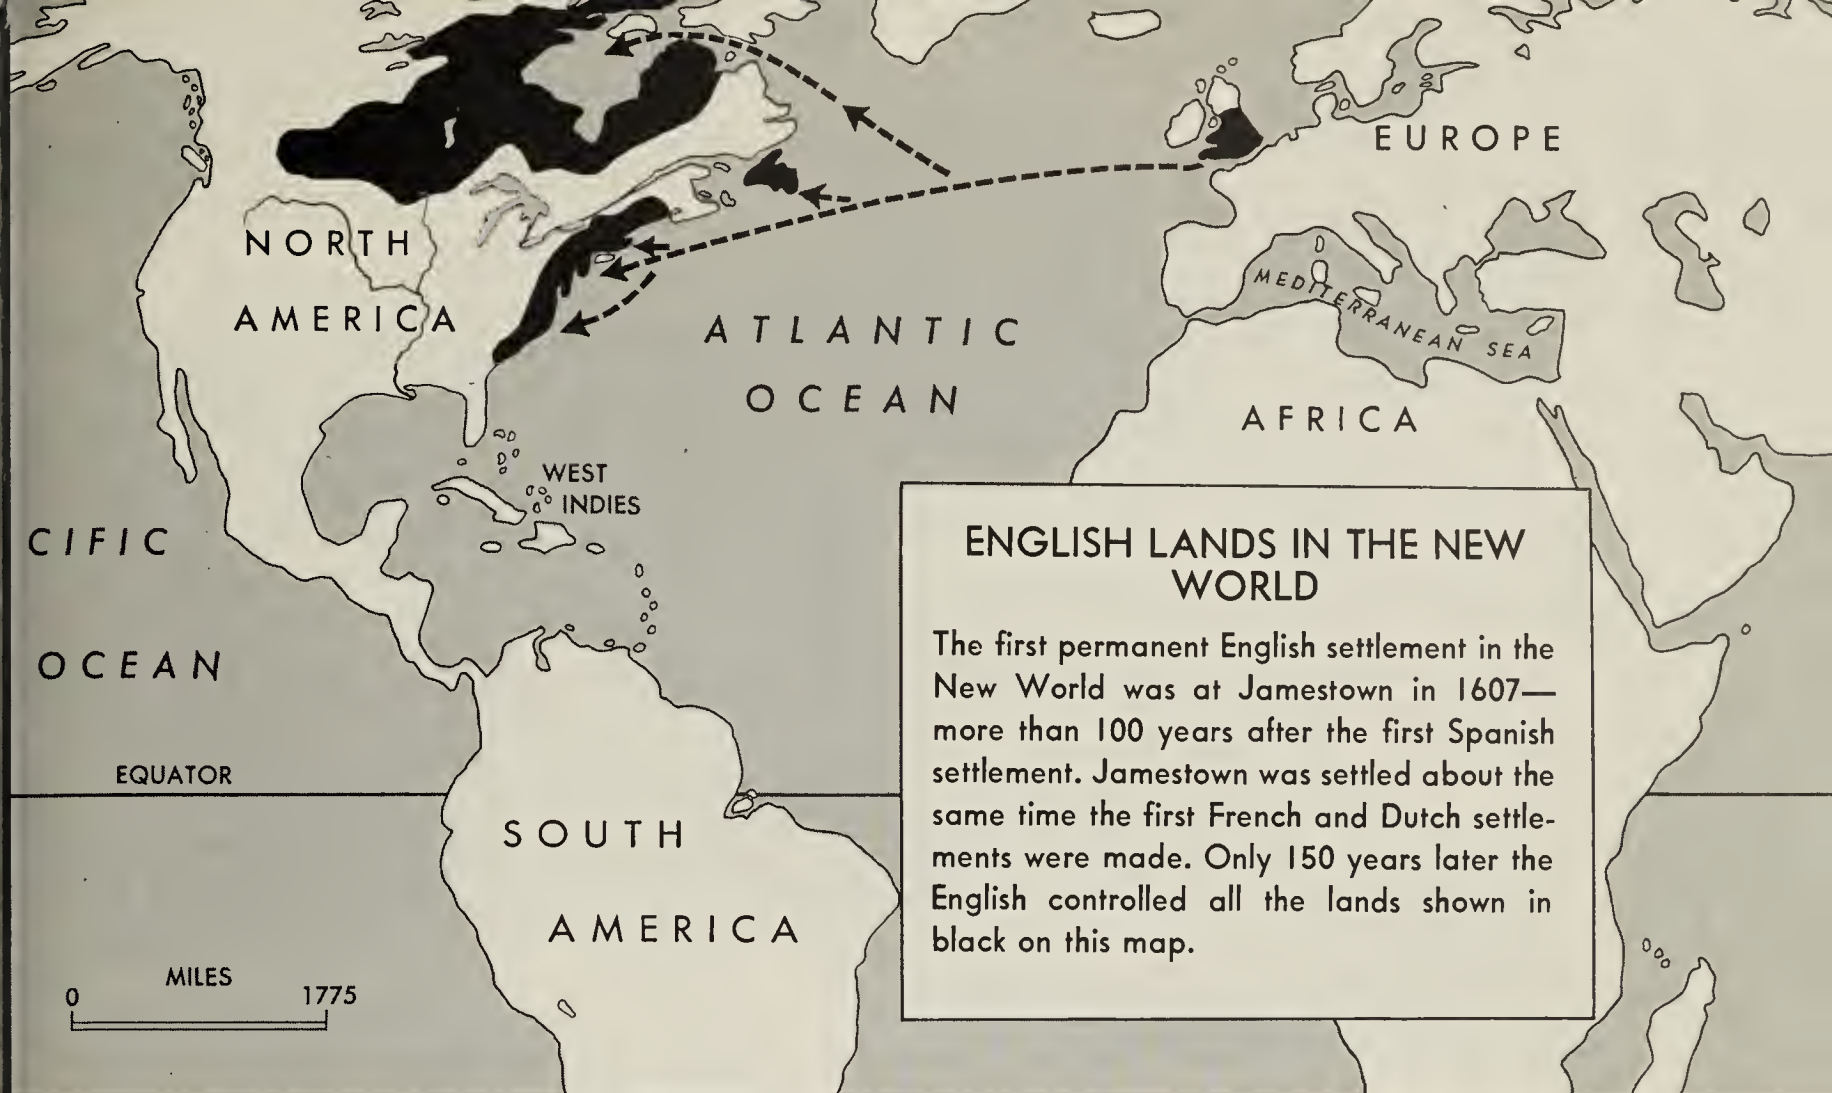 EUROPE
NORTH
AMERICA
MEDITERRANEAN SEA
ATLANTIC
OCEAN
AFRICA
WEST
INDIES
CIFIC
OCEAN
ENGLISH LANDS IN THE NEW
WORLD
The first permanent English settlement in the
New World was at Jamestown in 1607—
more than 100 years after the first Spanish
settlement. Jamestown was settled about the
same time the first French and Dutch settle-
ments were made. Only 150 years later the
English controlled all the lands shown in
black on this map.
EQUATOR
SOUTH
AMERICA
MILES
0 1775